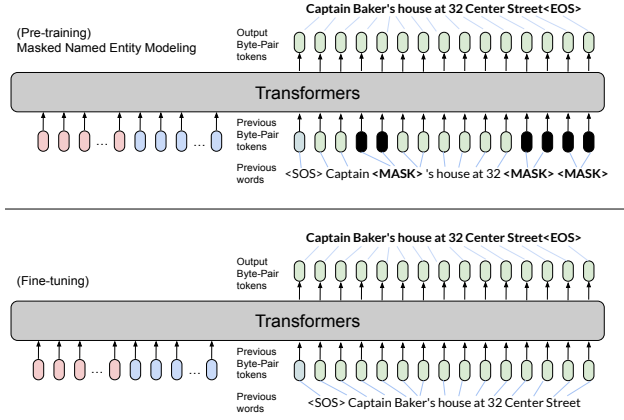 Captain Baker's house at 32 Center Street<EOS>
(Pre-training)
Masked Named Entity Modeling
Output
Byte-Pair
tokens
Transformers
... ...
Previous
Byte-Pair
tokens
Previous
words
<SOS> Captain <MASK> 's house at 32 <MASK> <MASK>
Captain Baker's house at 32 Center Street<EOS>
(Fine-tuning)
Output
Byte-Pair
tokens
Transformers
... ...
Previous
Byte-Pair
tokens
Previous
words
<SOS> Captain Baker's house at 32 Center Street